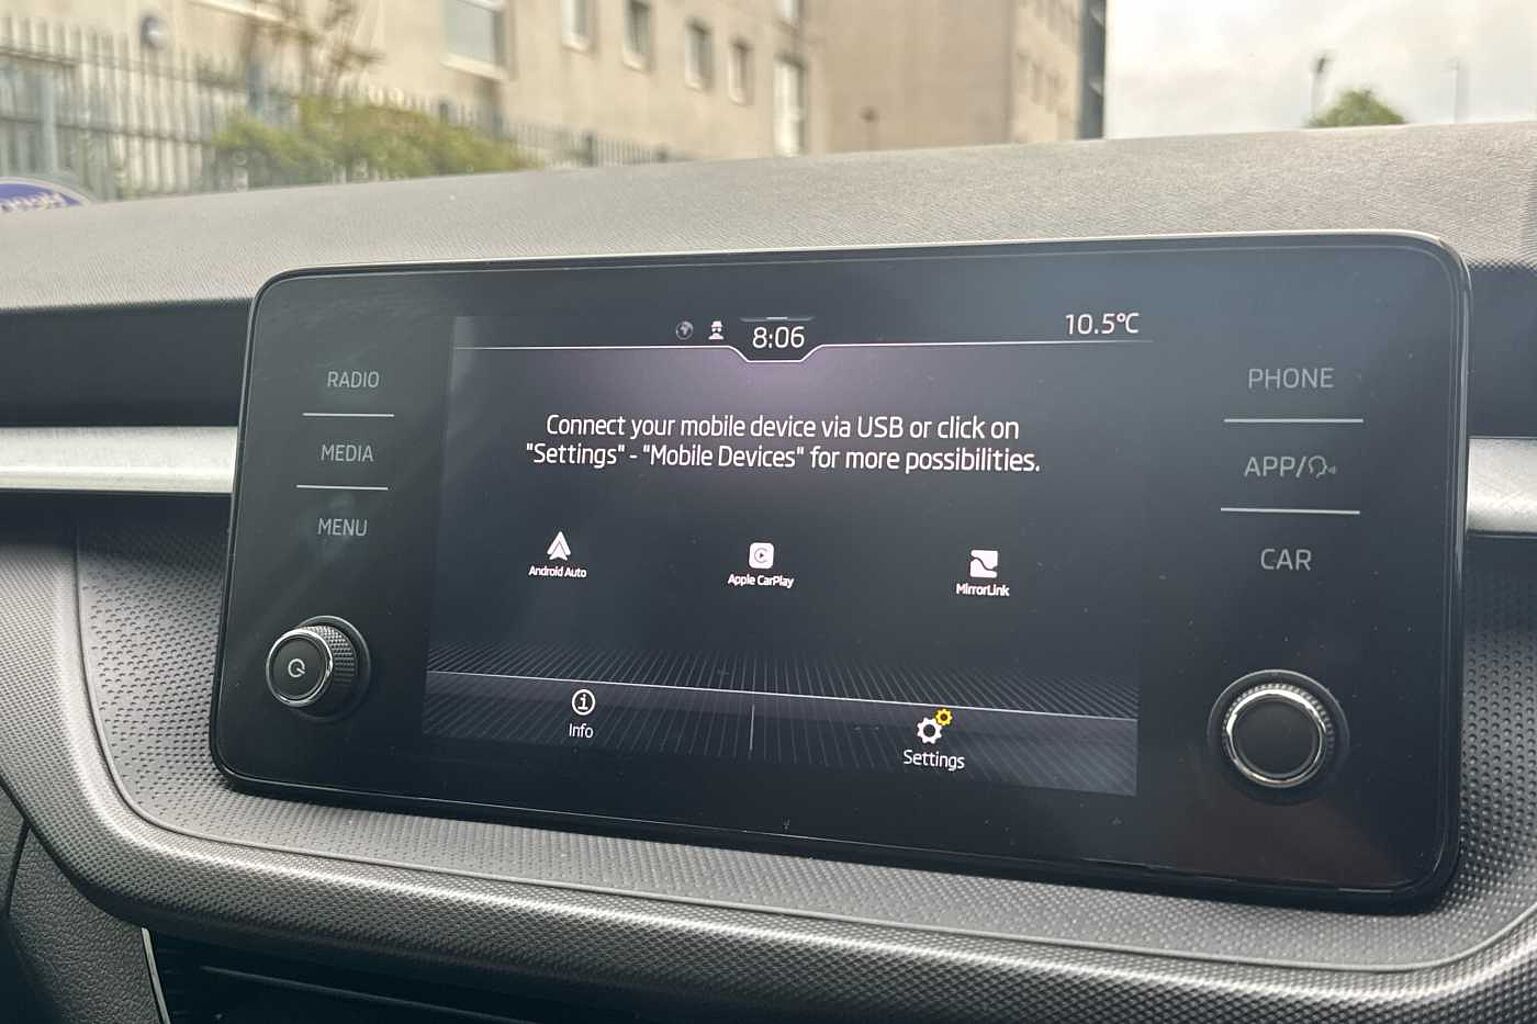 8:06
10.5°C
RADIO
MEDIA
MENU
Connect your mobile device via USB or click on
"Settings" - "Mobile Devices" for more possibilities.
Android Auto
Apple CarPlay
MirrorLink
Info
Settings
PHONE
APP/
CAR